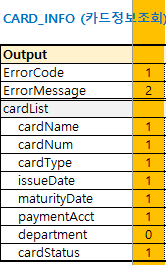 CARD_INFO (카드정보조회)
Output
ErrorCode 1
ErrorMessage 2
cardList
cardName 1
cardNum 1
cardType 1
issueDate 1
maturityDate 1
paymentAcct 1
department 0
cardStatus 1